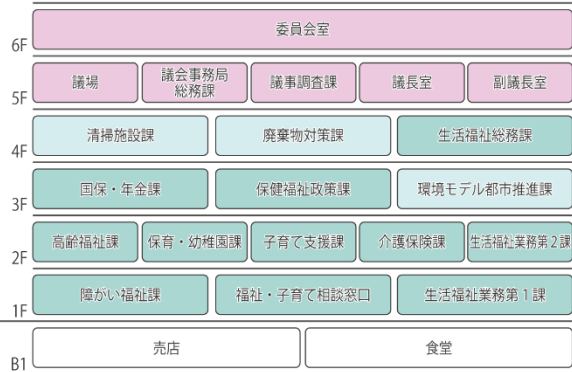 6F
委員会室
5F
議場
議会事務局
総務課
議事調査課
議長室
副議長室
4F
清掃施設課
廃棄物対策課
生活福祉総務課
3F
国保・年金課
保健福祉政策課
環境モデル都市推進課
2F
高齢福祉課
保育・幼稚園課
子育て支援課
介護保険課
生活福祉業務第２課
1F
障がい福祉課
福祉・子育て相談窓口
生活福祉業務第１課
B1
売店
食堂